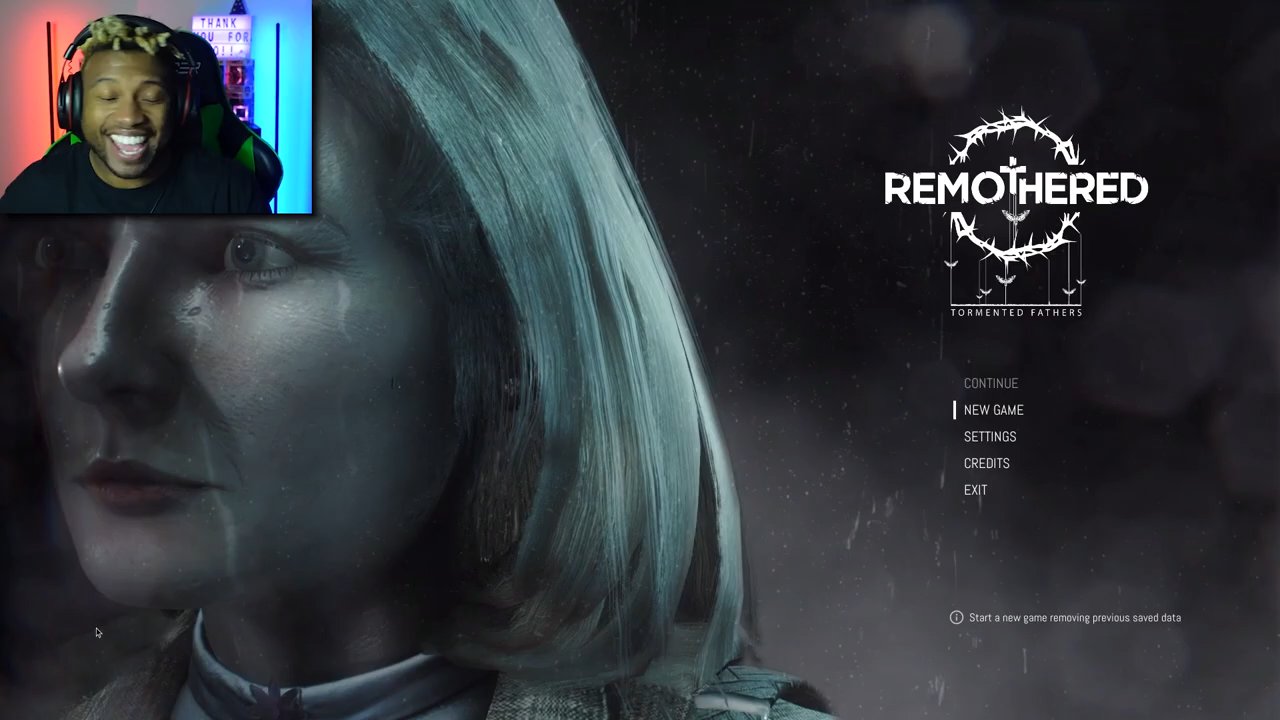 THANK
YOU FOR
REMOTHERED
TORMENTED FATHERS
CONTINUE
NEW GAME
SETTINGS
CREDITS
EXIT
Start a new game removing previous saved data